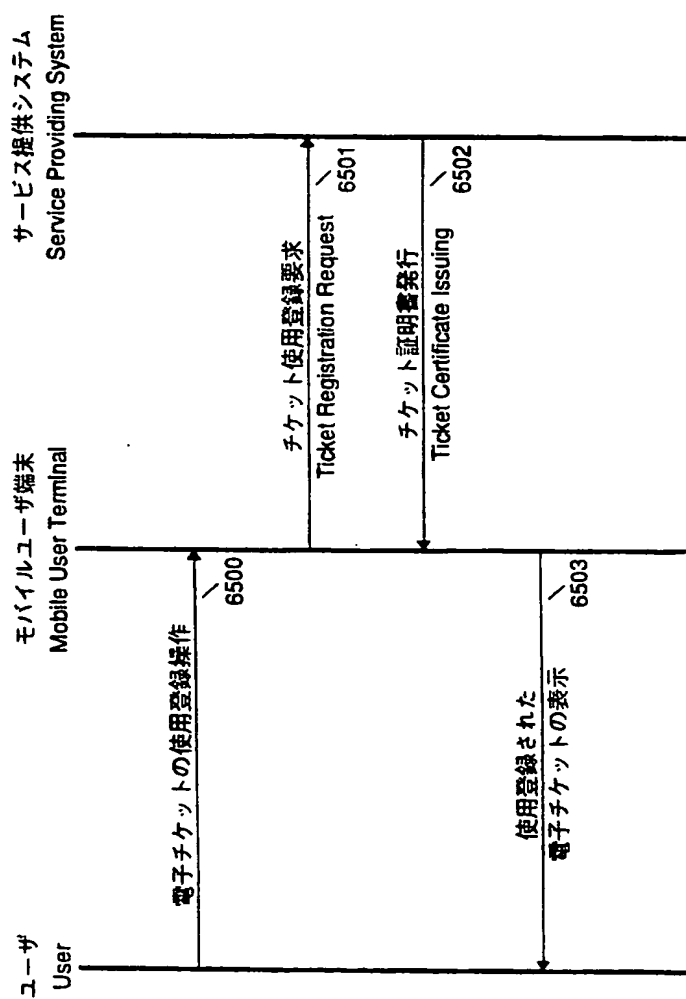 ユーザ
User
モバイルユーザ端末
Mobile User Terminal
サービス提供システム
Service Providing System
電子チケットの使用登録操作
6500
チケット使用登録要求
Ticket Registration Request
6501
チケット証明書発行
Ticket Certificate Issuing
6502
使用登録された
電子チケットの表示
6503